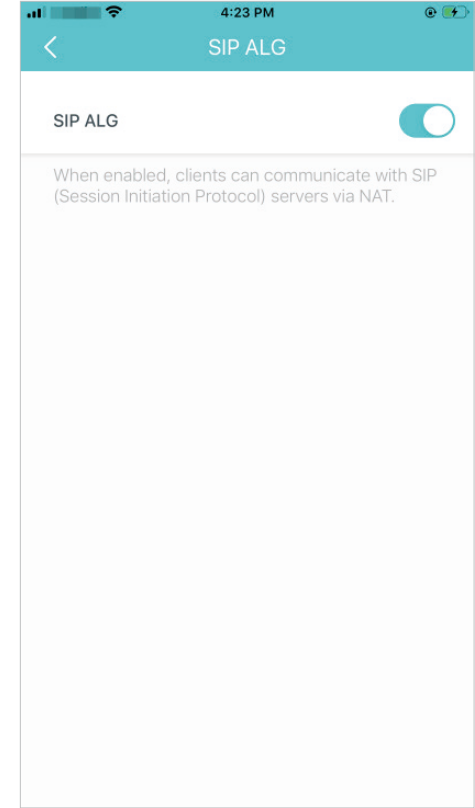 4:23 PM
SIP ALG
SIP ALG
When enabled, clients can communicate with SIP
(Session Initiation Protocol) servers via NAT.